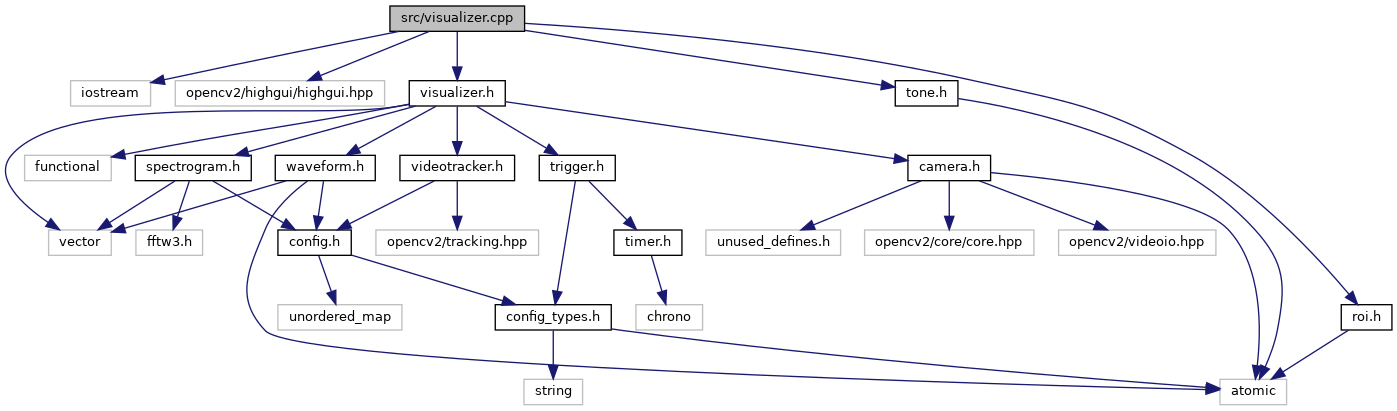 src/visualizer.cpp
iostream
opencv2/highgui/highgui.hpp
visualizer.h
tone.h
functional
spectrogram.h
waveform.h
videotracker.h
trigger.h
camera.h
vector
fftw3.h
config.h
opencv2/tracking.hpp
timer.h
unused_defines.h
opencv2/core/core.hpp
opencv2/videoio.hpp
unordered_map
config_types.h
chrono
roi.h
string
atomic